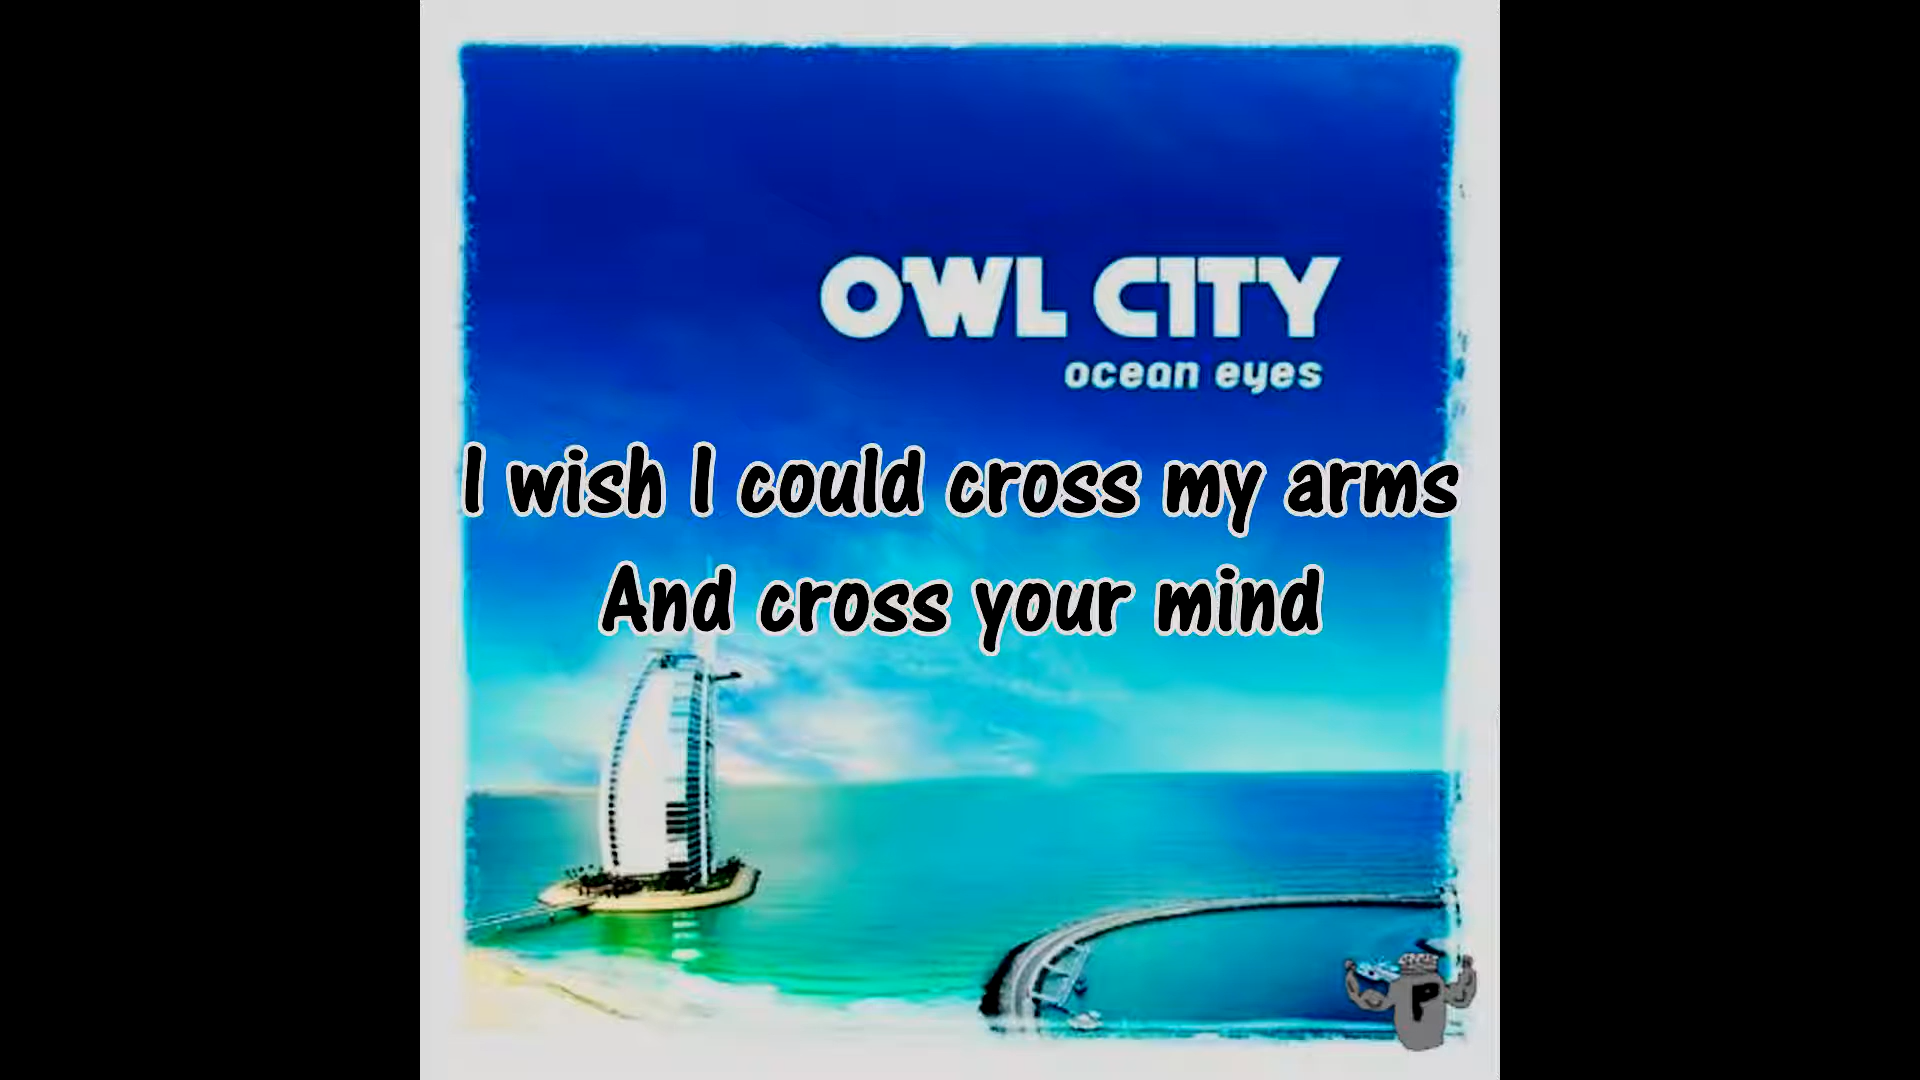 OWL CITY
ocean eyes
I wish I could cross my arms
And cross your mind
P